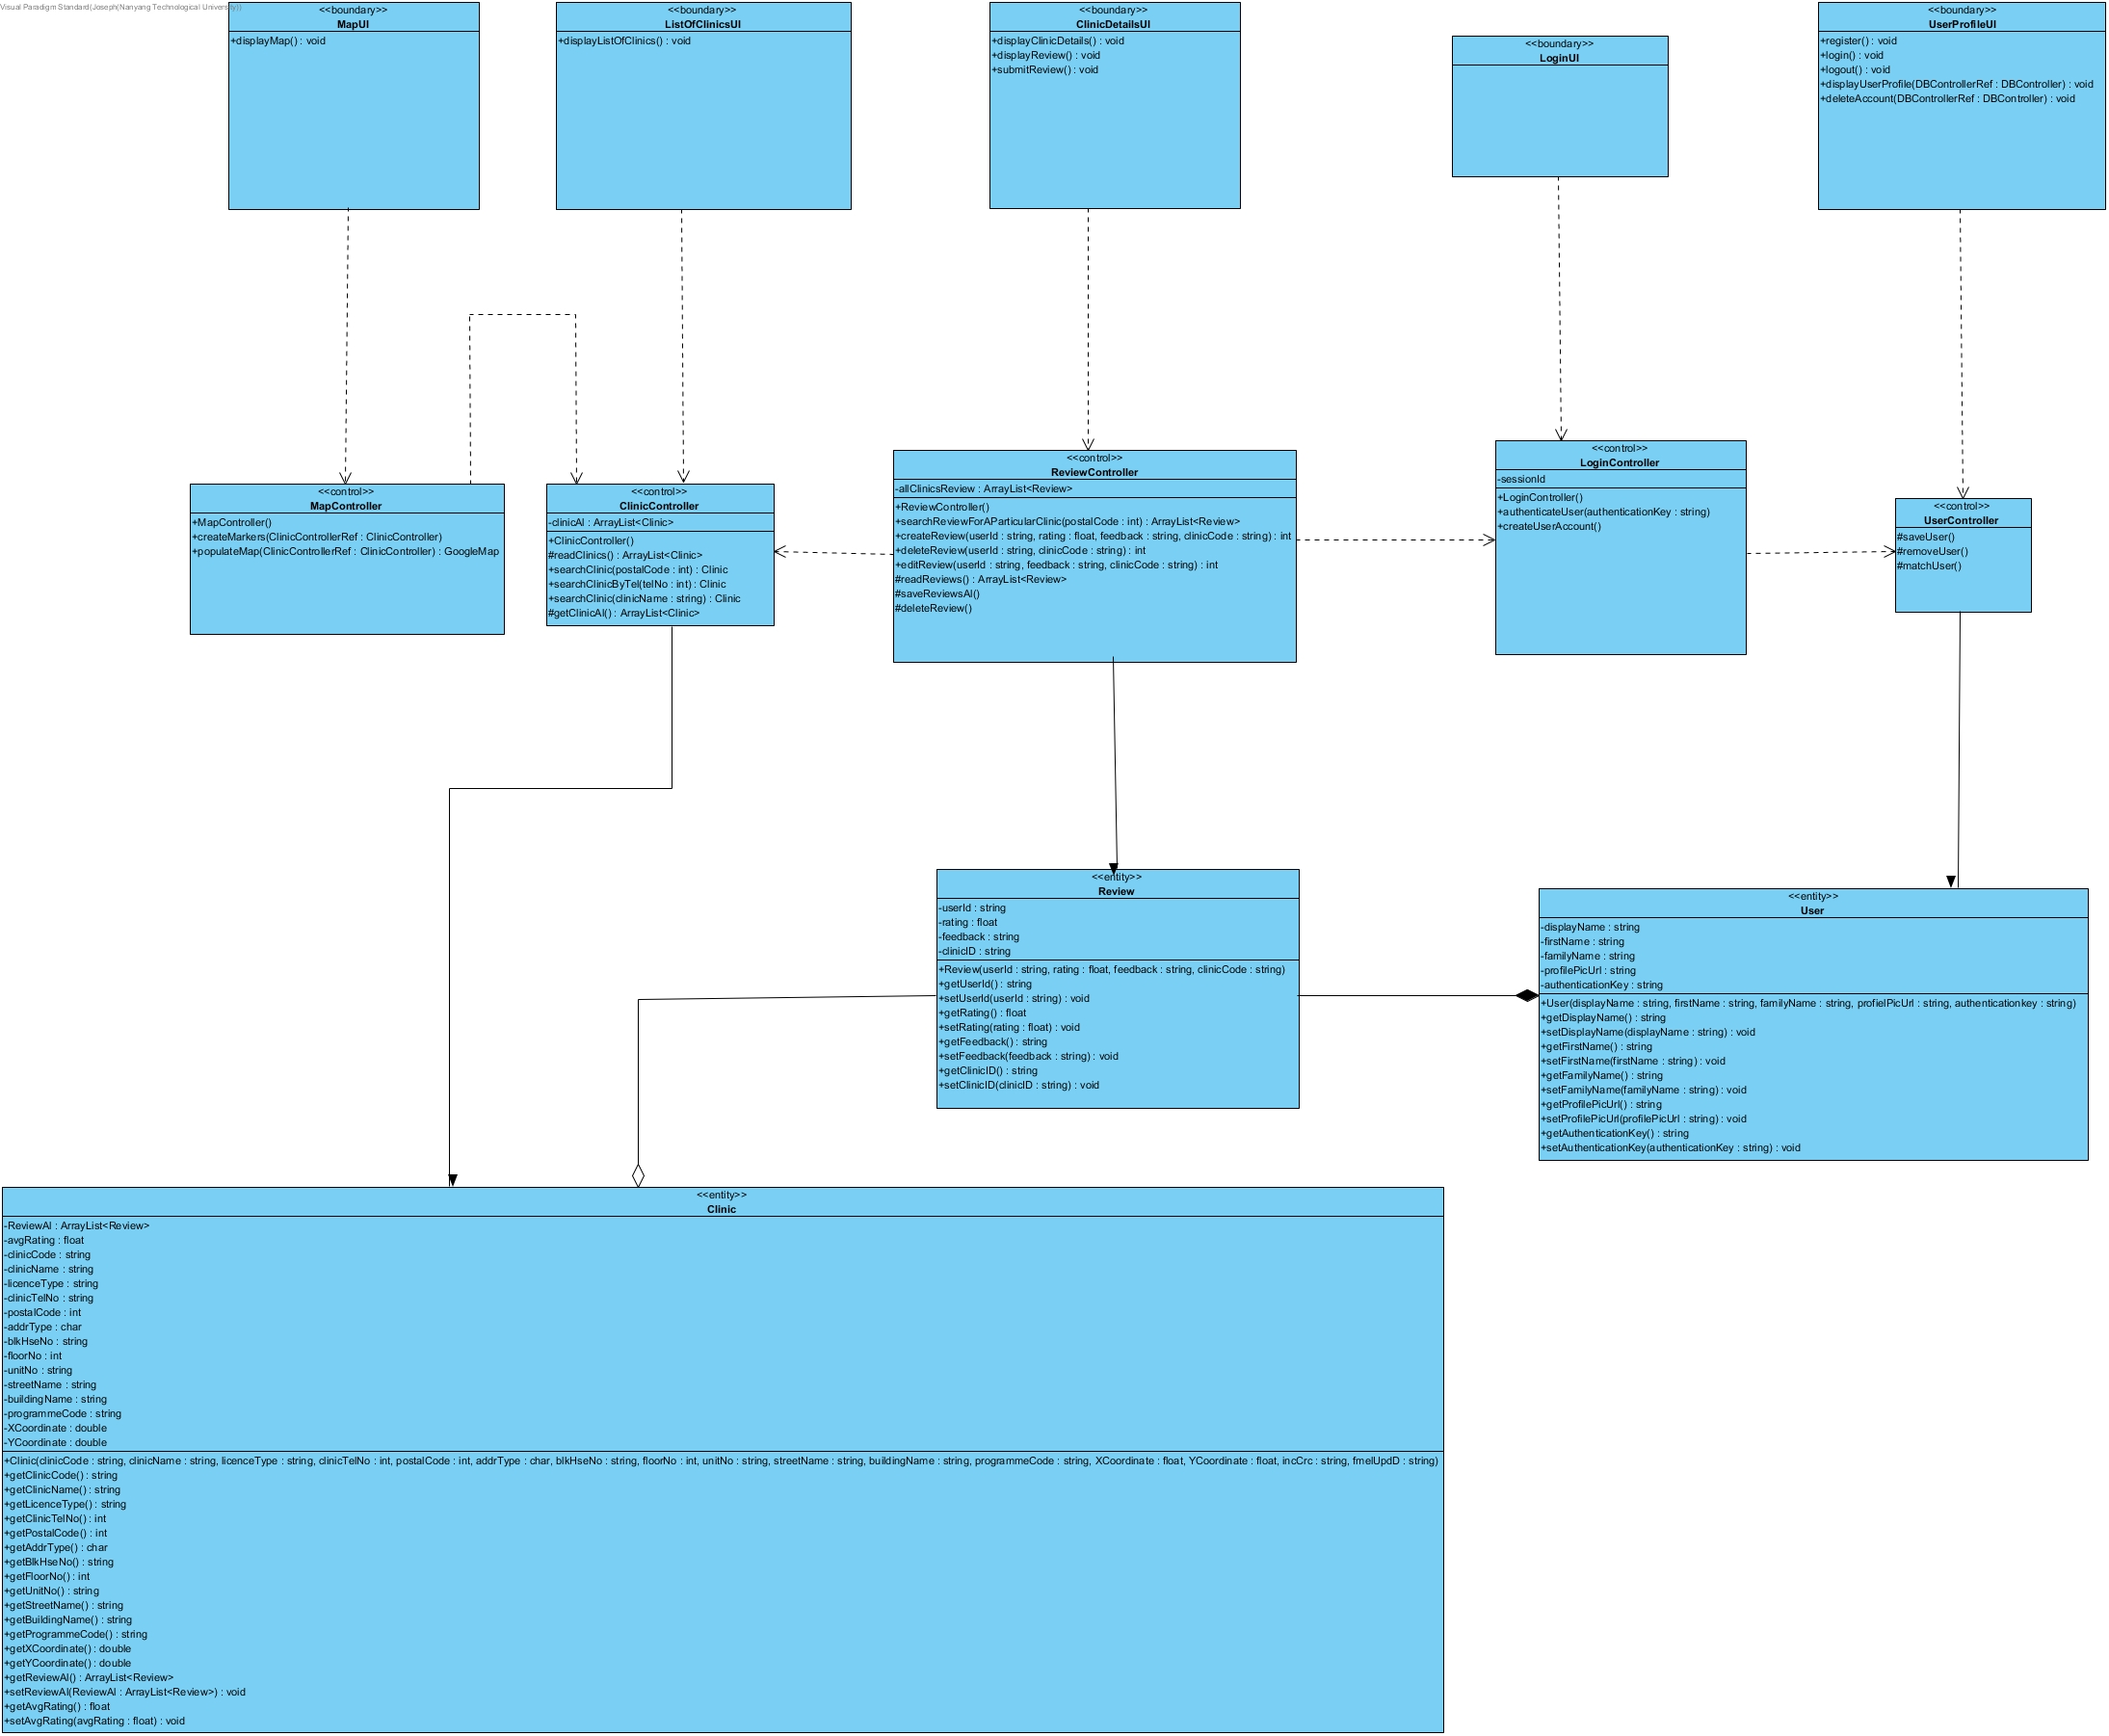 Visual Paradigm Standard(Joseph(Nanyang Technological University))
<<boundary>>
MapUI
+displayMap() : void
<<boundary>>
ListOfClinicsUI
+displayListOfClinics() : void
<<boundary>>
ClinicDetailsUI
+displayClinicDetails() : void
+displayReview() : void
+submitReview() : void
<<boundary>>
LoginUI
<<boundary>>
UserProfileUI
+register() : void
+login() : void
+logout() : void
+displayUserProfile(DBControllerRef : DBController) : void
+deleteAccount(DBControllerRef : DBController) : void
<<control>>
MapController
+MapController()
+createMarkers(ClinicControllerRef : ClinicController)
+populateMap(ClinicControllerRef : ClinicController) : GoogleMap
<<control>>
ClinicController
-clinicAl : ArrayList<Clinic>
+ClinicController()
#readClinics() : ArrayList<Clinic>
+searchClinic(postalCode : int) : Clinic
+searchClinicByTel(telNo : int) : Clinic
+searchClinic(clinicName : string) : Clinic
#getClinicAl() : ArrayList<Clinic>
<<control>>
ReviewController
-allClinicsReview : ArrayList<Review>
+ReviewController()
+searchReviewForAParticularClinic(postalCode : int) : ArrayList<Review>
+createReview(userId : string, rating : float, feedback : string, clinicCode : string) : int
+deleteReview(userId : string, clinicCode : string) : int
+editReview(userId : string, feedback : string, clinicCode : string) : int
#readReviews() : ArrayList<Review>
#saveReviewsAl()
#deleteReview()
<<control>>
LoginController
-sessionId
+LoginController()
+authenticateUser(authenticationKey : string)
+createUserAccount()
<<control>>
UserController
#saveUser()
#removeUser()
#matchUser()
<<entity>>
Review
-userId : string
-rating : float
-feedback : string
-clinicID : string
+Review(userId : string, rating : float, feedback : string, clinicCode : string)
+getUserId() : string
+setUserId(userId : string) : void
+getRating() : float
+setRating(rating : float) : void
+getFeedback() : string
+setFeedback(feedback : string) : void
+getClinicID() : string
+setClinicID(clinicID : string) : void
<<entity>>
User
-displayName : string
-firstName : string
-familyName : string
-profilePicUrl : string
-authenticationKey : string
+User(displayName : string, firstName : string, familyName : string, profielPicUrl : string, authenticationkey : string)
+getDisplayName() : string
+setDisplayName(displayName : string) : void
+getFirstName() : string
+setFirstName(firstName : string) : void
+getFamilyName() : string
+setFamilyName(familyName : string) : void
+getProfilePicUrl() : string
+setProfilePicUrl(profilePicUrl : string) : void
+getAuthenticationKey() : string
+setAuthenticationKey(authenticationKey : string) : void
<<entity>>
Clinic
-ReviewAl : ArrayList<Review>
-avgRating : float
-clinicCode : string
-clinicName : string
-licenceType : string
-clinicTelNo : string
-postalCode : int
-addrType : char
-blkHseNo : string
-floorNo : int
-unitNo : string
-streetName : string
-buildingName : string
-programmeCode : string
-XCoordinate : double
-YCoordinate : double
+Clinic(clinicCode : string, clinicName : string, licenceType : string, clinicTelNo : int, postalCode : int, addrType : char, blkHseNo : string, floorNo : int, unitNo : string, streetName : string, buildingName : string, programmeCode : string, XCoordinate : float, YCoordinate : float, incCrc : string, fmelUpdD : string)
+getClinicCode() : string
+getClinicName() : string
+getLicenceType() : string
+getClinicTelNo() : int
+getPostalCode() : int
+getAddrType() : char
+getBlkHseNo() : string
+getFloorNo() : int
+getUnitNo() : string
+getStreetName() : string
+getBuildingName() : string
+getProgrammeCode() : string
+getXCoordinate() : double
+getYCoordinate() : double
+getReviewAl() : ArrayList<Review>
+setReviewAl(ReviewAl : ArrayList<Review>) : void
+getAvgRating() : float
+setAvgRating(avgRating : float) : void